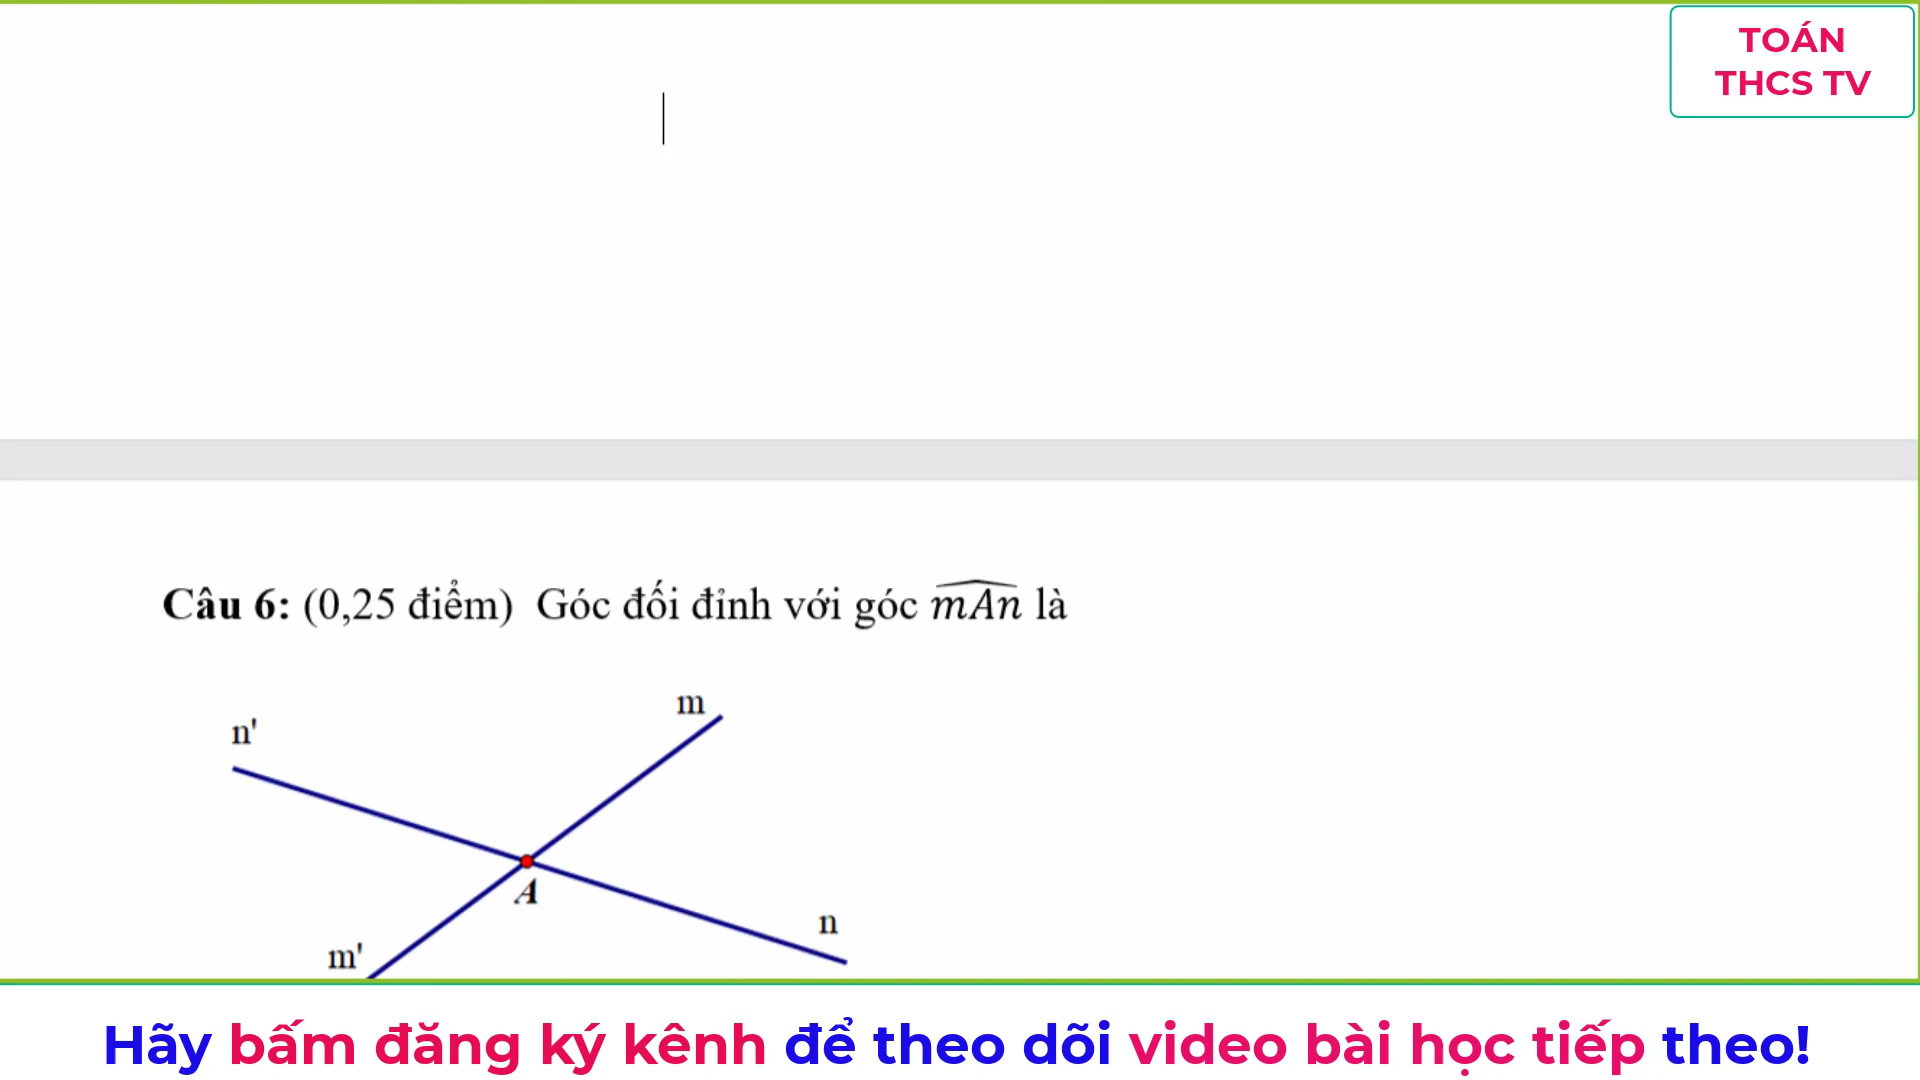 TOÁN
THCS TV
Câu 6: (0,25 điểm) Góc đối đỉnh với góc mAn là
m
n'
A
n
m'
Hãy bấm đăng ký kênh để theo dõi video bài học tiếp theo!